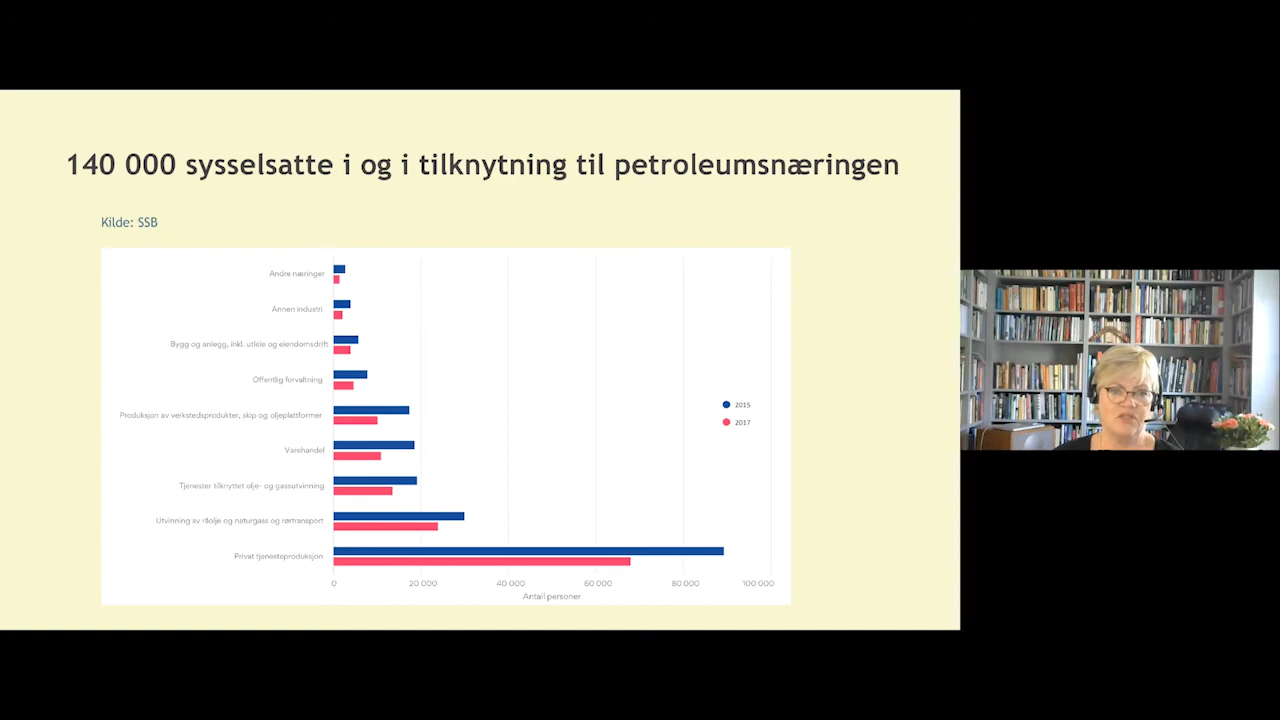 140 000 sysselsatte i og i tilknytning til petroleumsnæringen
Kilde: SSB
Andre næringer
Annen industri
Bygg og anlegg, inkl. utleie og eiendomsdrift
Offentlig forvaltning
Produksjon av verkstedsprodukter, skip og oljeplattformer
Varehandel
Tjenester tilknyttet olje- og gassutvinning
Utvinning av råolje og naturgass og rørtransport
Privat tjenesteproduksjon
2015
2017
0 20 000 40 000 60 000 80 000 100 000
Antall personer